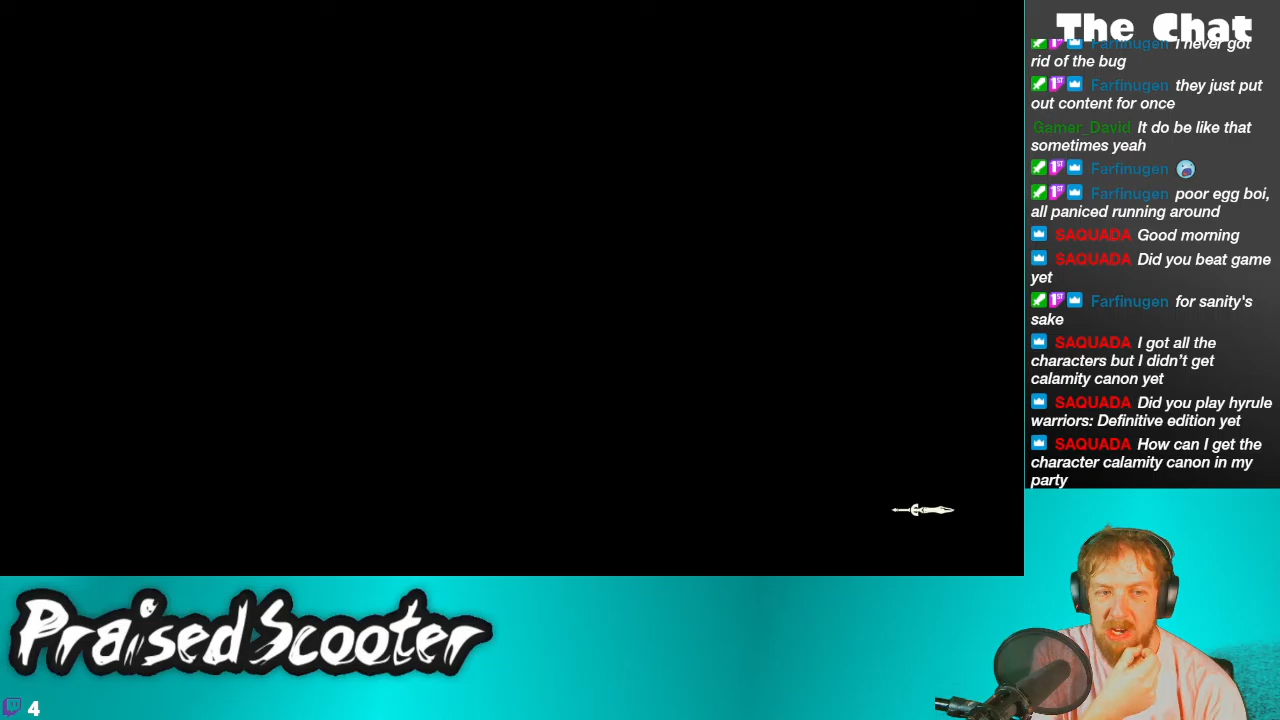 The Chat
Farfinugen I never got
rid of the bug
Farfinugen they just put
out content for once
Gamer_David It do be like that
sometimes yeah
Farfinugen
Farfinugen poor egg boi,
all paniced running around
SAQUADA Good morning
SAQUADA Did you beat game
yet
Farfinugen for sanity's
sake
SAQUADA I got all the
characters but I didn't get
calamity canon yet
SAQUADA Did you play hyrule
warriors: Definitive edition yet
SAQUADA How can I get the
character calamity canon in my
party
PraisedScooter
4